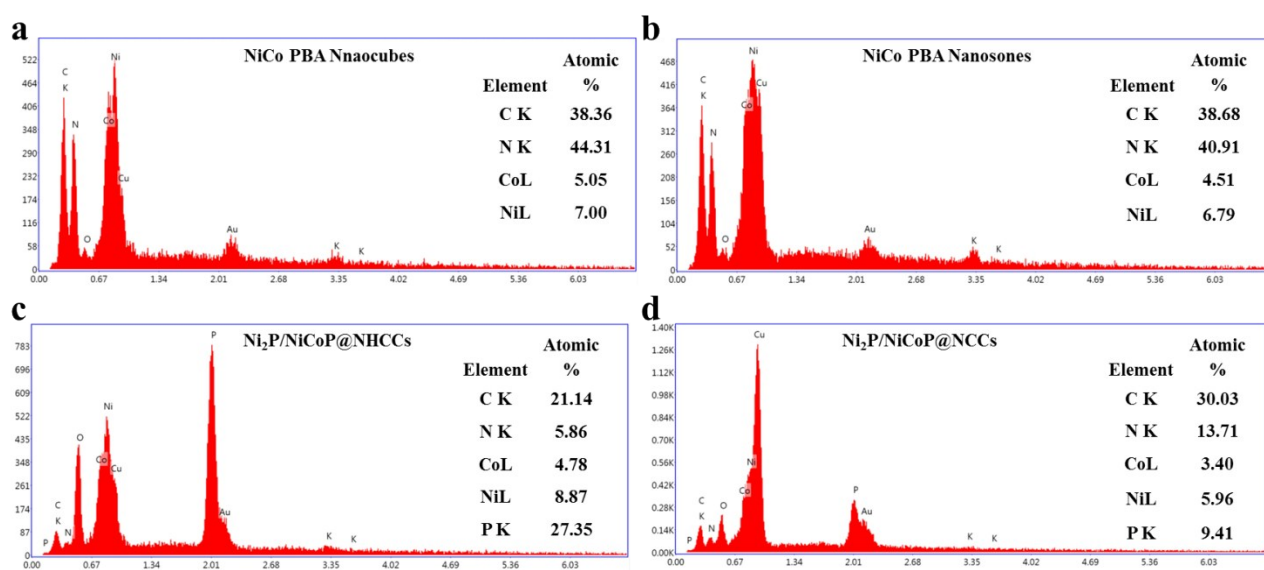 a
NiCo PBA Nnaocubes
Element Atomic %
C K 38.36
N K 44.31
CoL 5.05
NiL 7.00
522
464
406
348
290
232
174
116
58
0
C
K
N
O
Co
Ni
Cu
Au
K
K
0.00 0.67 1.34 2.01 2.68 3.35 4.02 4.69 5.36 6.03
b
NiCo PBA Nanosones
Element Atomic %
C K 38.68
N K 40.91
CoL 4.51
NiL 6.79
468
416
364
312
260
208
156
104
52
0
C
K
N
O
Co
Ni
Cu
Au
K
K
0.00 0.67 1.34 2.01 2.68 3.35 4.02 4.69 5.36 6.03
c
Ni₂P/NiCoP@NHCCs
Element Atomic %
C K 21.14
N K 5.86
CoL 4.78
NiL 8.87
P K 27.35
783
696
609
522
435
348
261
174
87
0
P
C
K
N
O
Co
Ni
Cu
P
Au
K
K
0.00 0.67 1.34 2.01 2.68 3.35 4.02 4.69 5.36 6.03
d
Ni₂P/NiCoP@NCCs
Element Atomic %
C K 30.03
N K 13.71
CoL 3.40
NiL 5.96
P K 9.41
1.40K
1.26K
1.12K
0.98K
0.84K
0.70K
0.56K
0.42K
0.28K
0.14K
0.00K
P
C
K
N
O
Co
Ni
Cu
P
Au
K
K
0.00 0.67 1.34 2.01 2.68 3.35 4.02 4.69 5.36 6.03